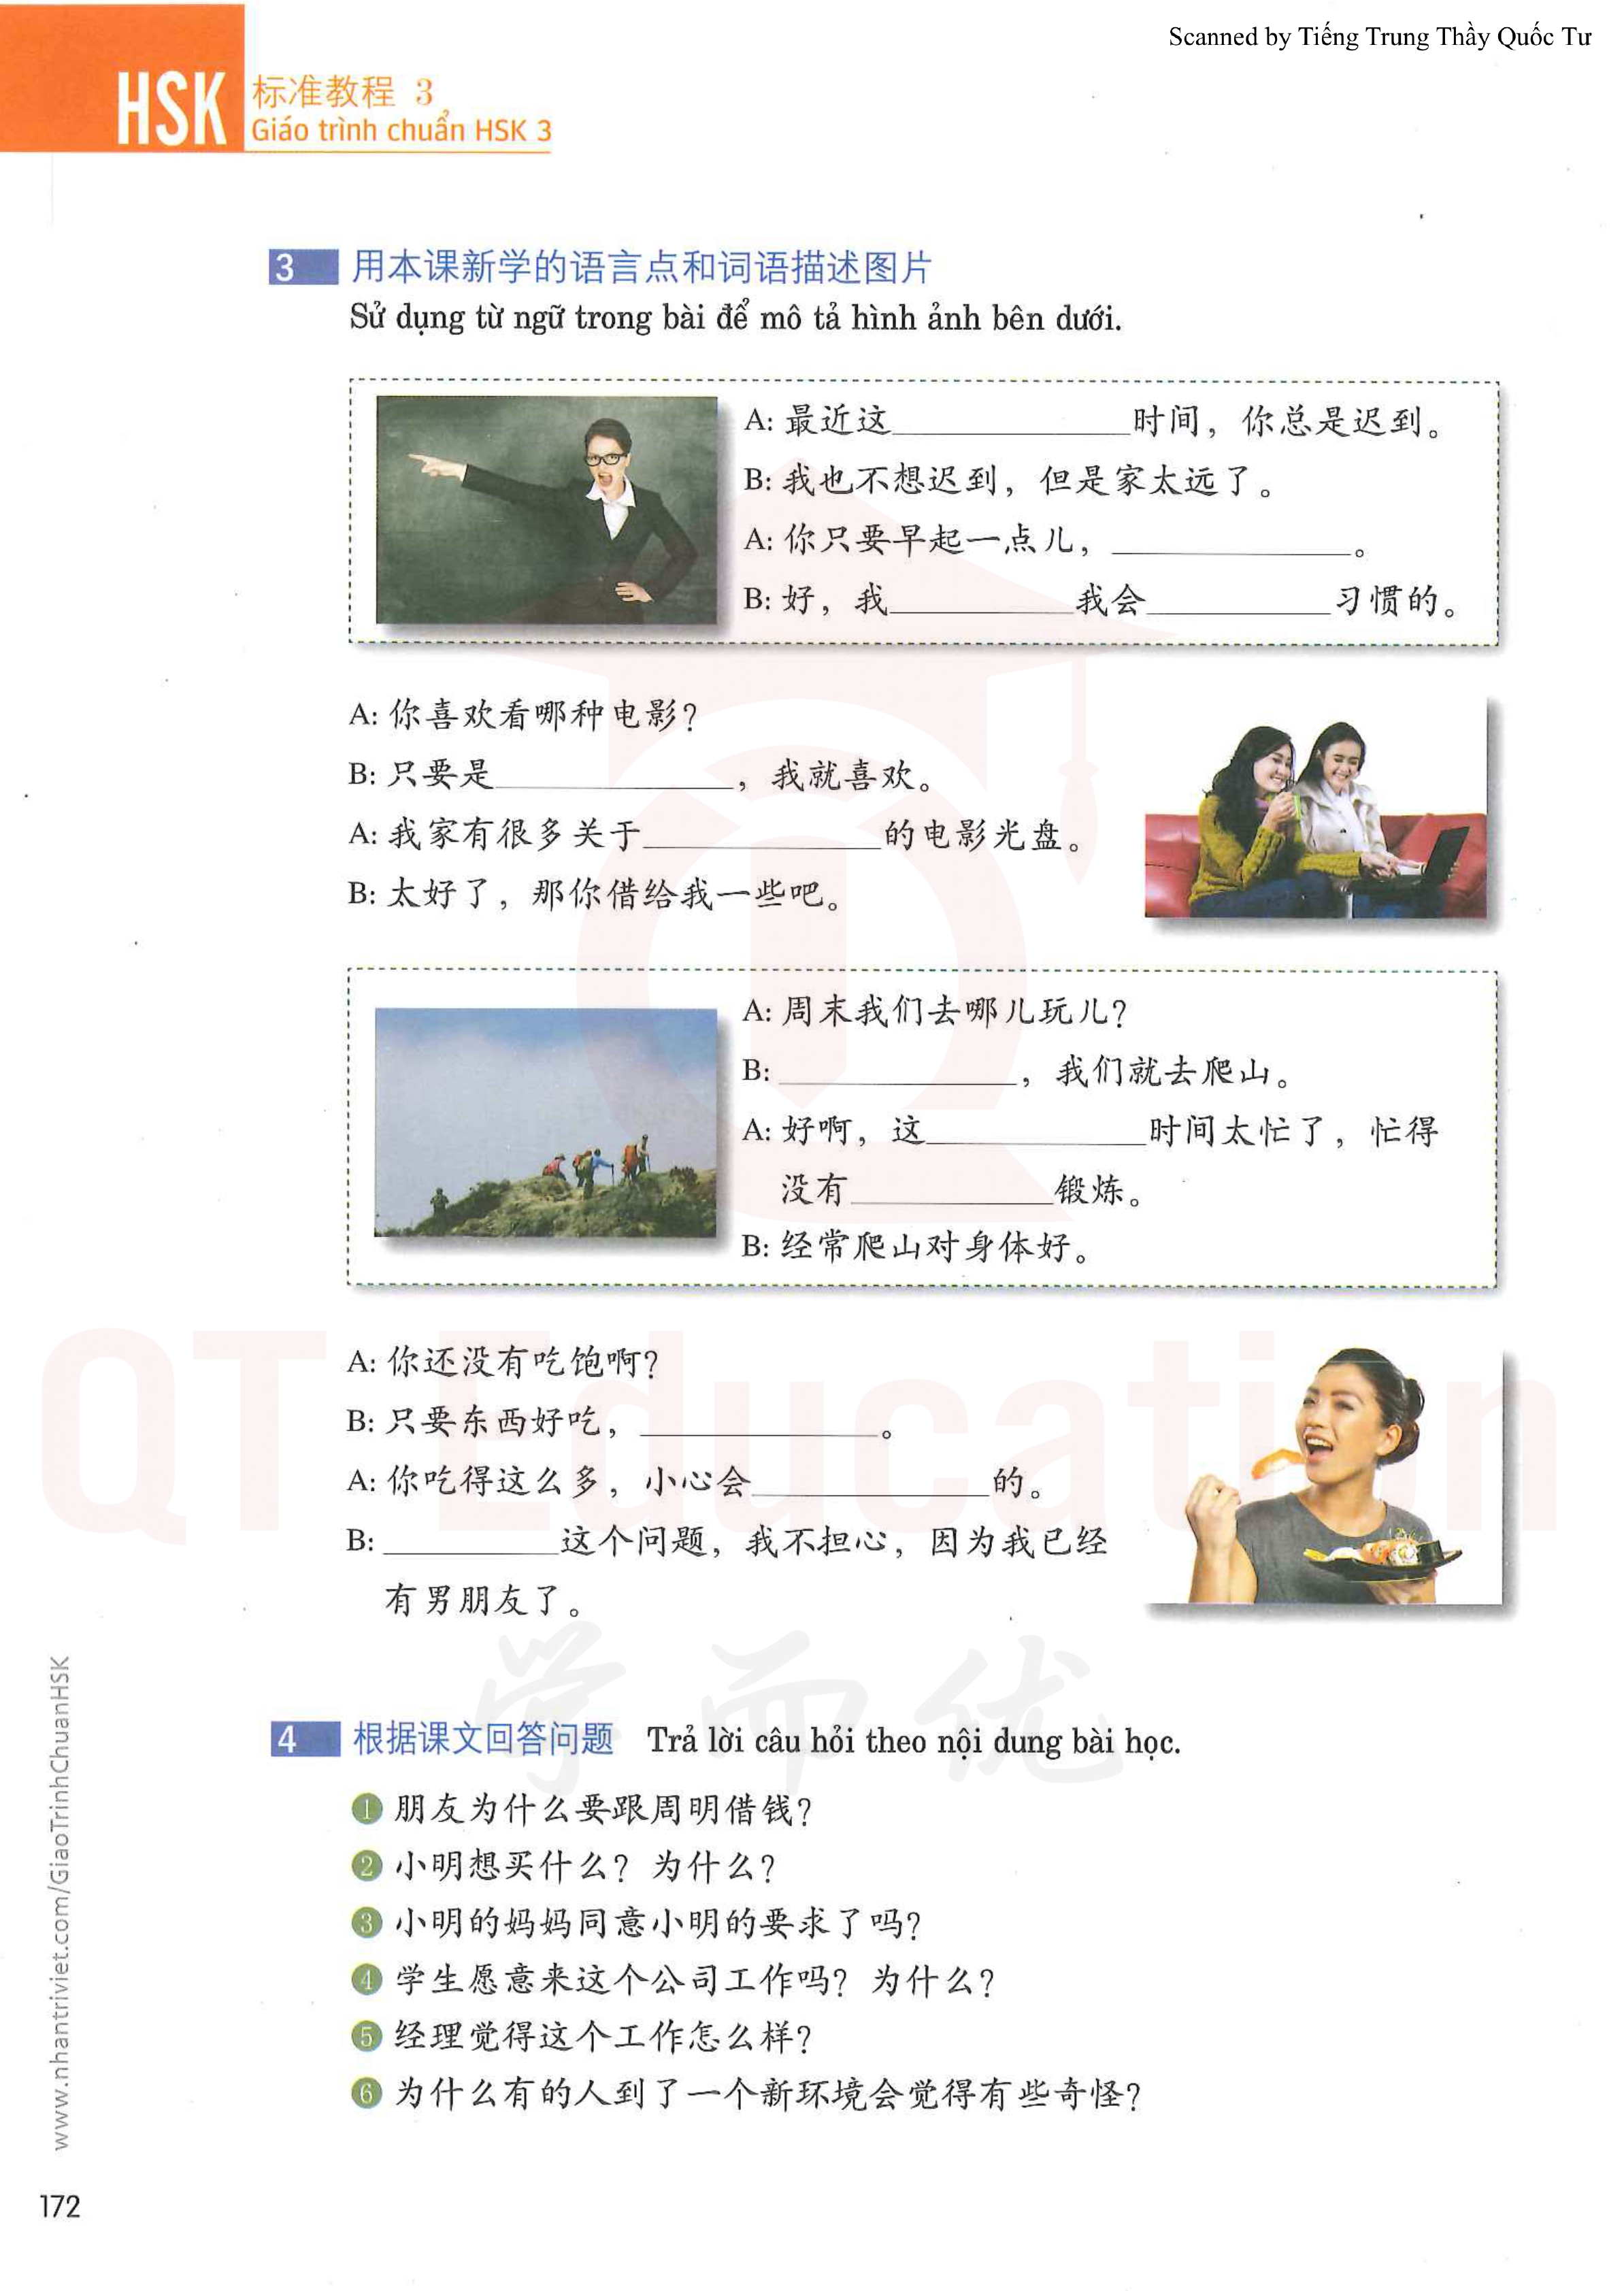 Scanned by Tiếng Trung Thầy Quốc Tư
HSK 标准教程 3
Giáo trình chuẩn HSK 3
3 用本课新学的语言点和词语描述图片
Sử dụng từ ngữ trong bài để mô tả hình ảnh bên dưới.
A: 最近这____________时间，你总是迟到。
B: 我也不想迟到，但是家太远了。
A: 你只要早起一点儿，____________。
B: 好，我__________我会__________习惯的。
A: 你喜欢看哪种电影？
B: 只要是____________，我就喜欢。
A: 我家有很多关于____________的电影光盘。
B: 太好了，那你借给我一些吧。
A: 周末我们去哪儿玩儿？
B: ____________，我们就去爬山。
A: 好啊，这____________时间太忙了，忙得
没有____________锻炼。
B: 经常爬山对身体好。
A: 你还没有吃饱啊？
B: 只要东西好吃，____________。
A: 你吃得这么多，小心会____________的。
B: __________这个问题，我不担心，因为我已经
有男朋友了。
QT Education
学而优
4 根据课文回答问题 Trả lời câu hỏi theo nội dung bài học.
1 朋友为什么要跟周明借钱？
2 小明想买什么？为什么？
3 小明的妈妈同意小明的要求了吗？
4 学生愿意来这个公司工作吗？为什么？
5 经理觉得这个工作怎么样？
6 为什么有的人到了一个新环境会觉得有些奇怪？
www.nhantriviet.com/GiaoTrinhChuanHSK
172